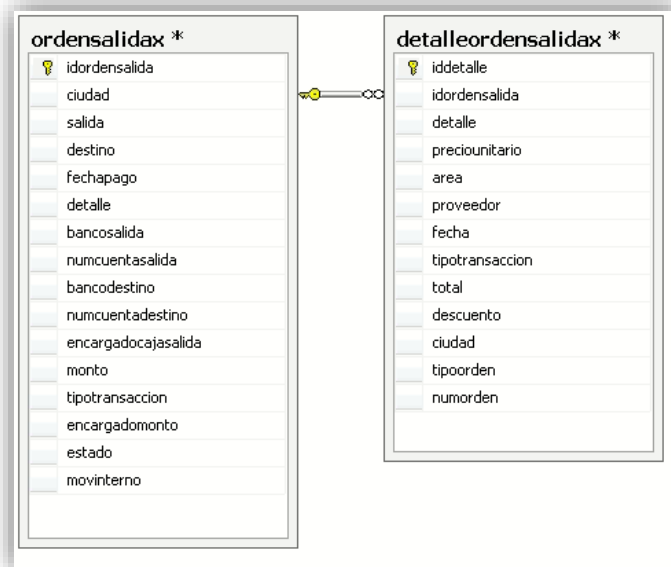 ordensalidax *
idordensalida
ciudad
salida
destino
fechapago
detalle
bancosalida
numcuentasalida
bancodestino
numcuentadestino
encargadocajasalida
monto
tipotransaccion
encargadomonto
estado
movinterno
detalleordensalidax *
iddetalle
idordensalida
detalle
preciounitario
area
proveedor
fecha
tipotransaccion
total
descuento
ciudad
tipoorden
numorden